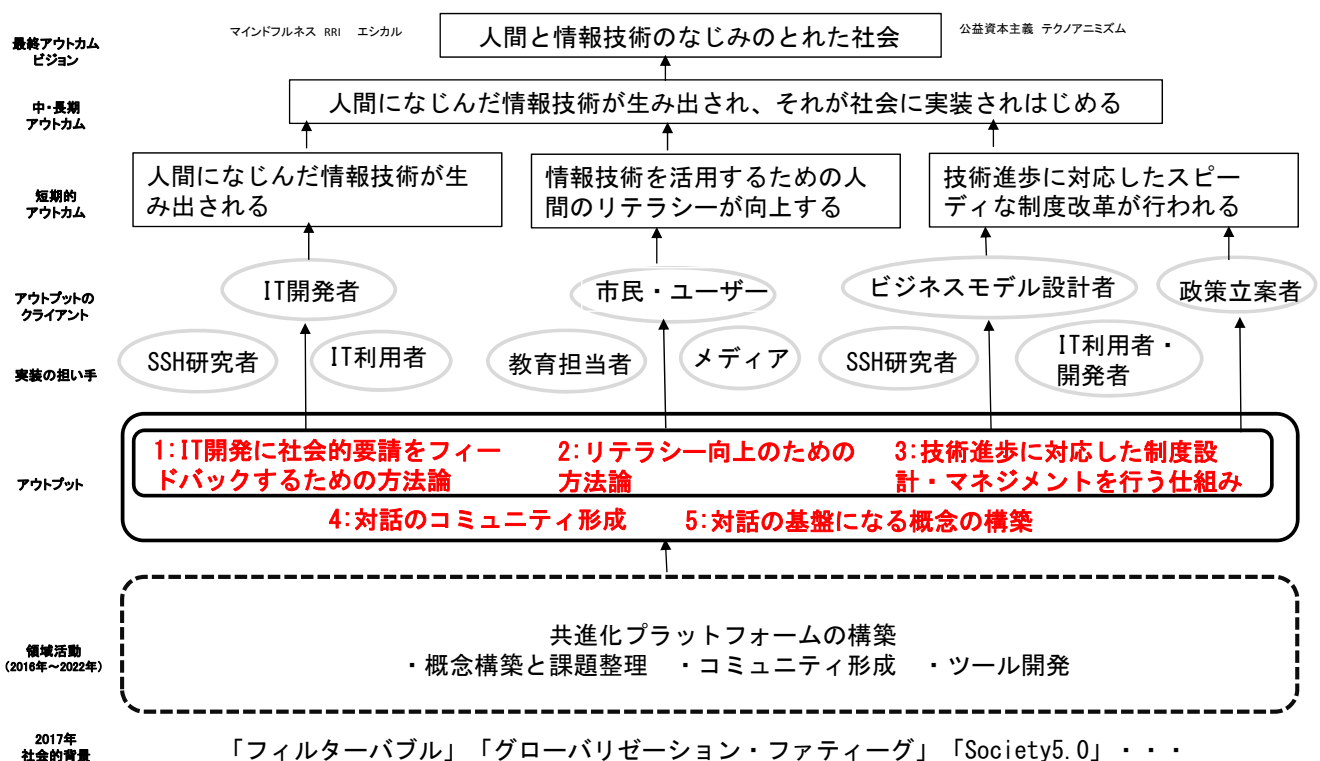 マインドフルネス RRI エシカル
人間と情報技術のなじみのとれた社会
公益資本主義 テクノアニミズム
最終アウトカム
ビジョン
中・長期
アウトカム
人間になじんだ情報技術が生み出され、それが社会に実装されはじめる
短期的
アウトカム
人間になじんだ情報技術が生
み出される
情報技術を活用するための人
間のリテラシーが向上する
技術進歩に対応したスピー
ディな制度改革が行われる
アウトプットの
クライアント
IT開発者
市民・ユーザー
ビジネスモデル設計者
政策立案者
実装の担い手
SSH研究者
IT利用者
教育担当者
メディア
SSH研究者
IT利用者・
開発者
アウトプット
1:IT開発に社会的要請をフィー
ドバックするための方法論
2:リテラシー向上のための
方法論
3:技術進歩に対応した制度設
計・マネジメントを行う仕組み
4:対話のコミュニティ形成
5:対話の基盤になる概念の構築
領域活動
(2016年～2022年)
共進化プラットフォームの構築
・概念構築と課題整理 ・コミュニティ形成 ・ツール開発
2017年
社会的背景
「フィルターバブル」「グローバリゼーション・ファティーグ」「Society5.0」・・・